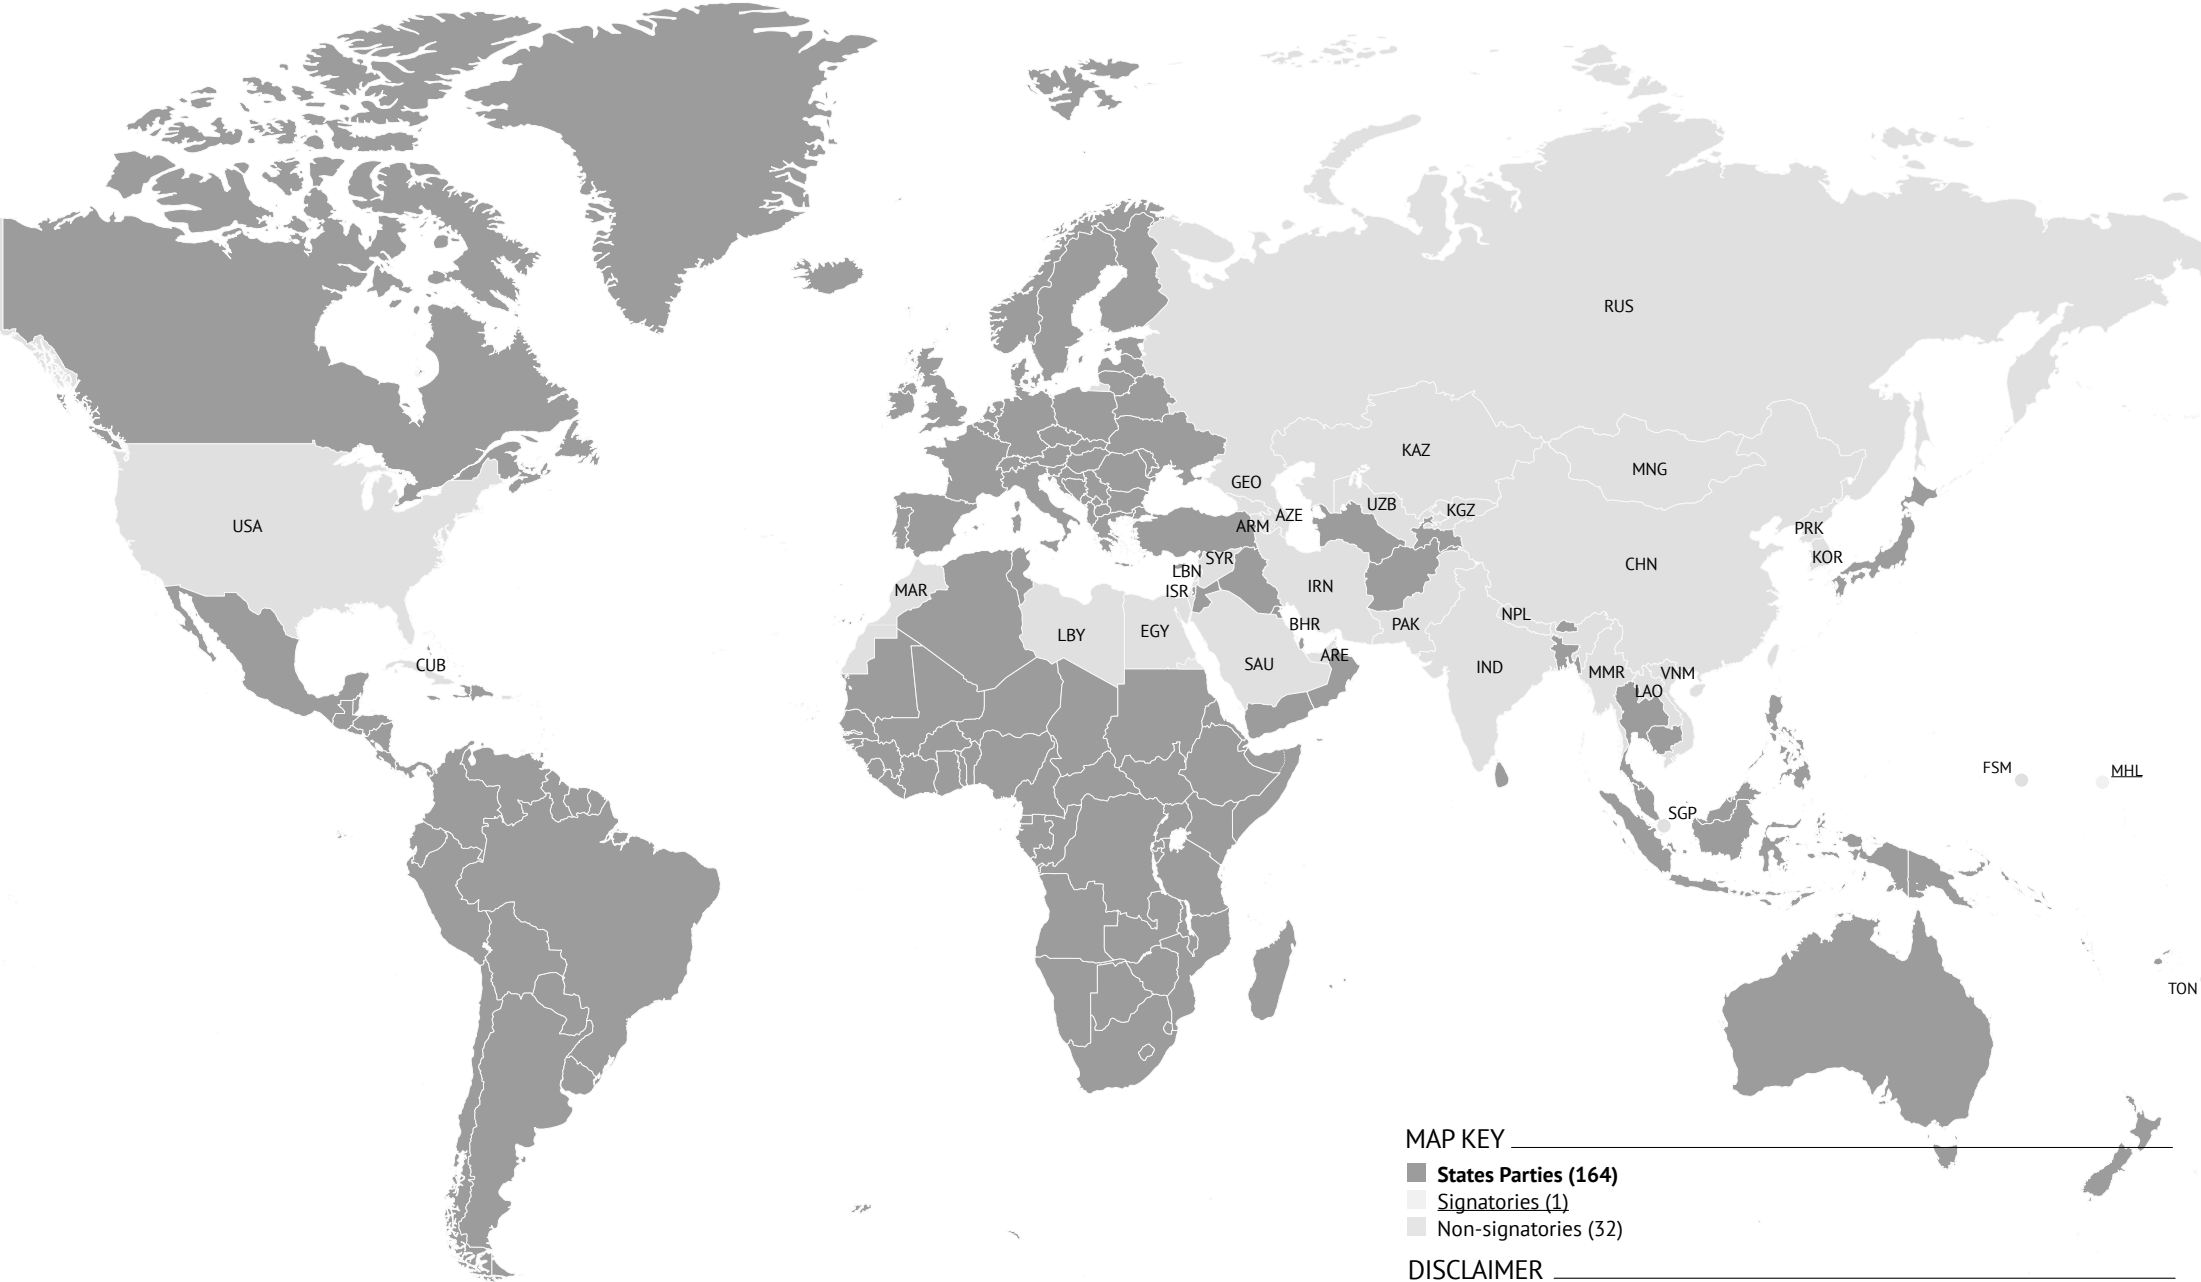 RUS
KAZ
MNG
GEO
UZB
KGZ
AZE
USA
ARM
PRK
SYR
KOR
CHN
LBN
MAR
ISR
IRN
NPL
BHR
PAK
LBY
EGY
ARE
CUB
SAU
IND
MMR
VNM
LAO
FSM
MHL
SGP
TON
MAP KEY
States Parties (164)
Signatories (1)
Non-signatories (32)
DISCLAIMER